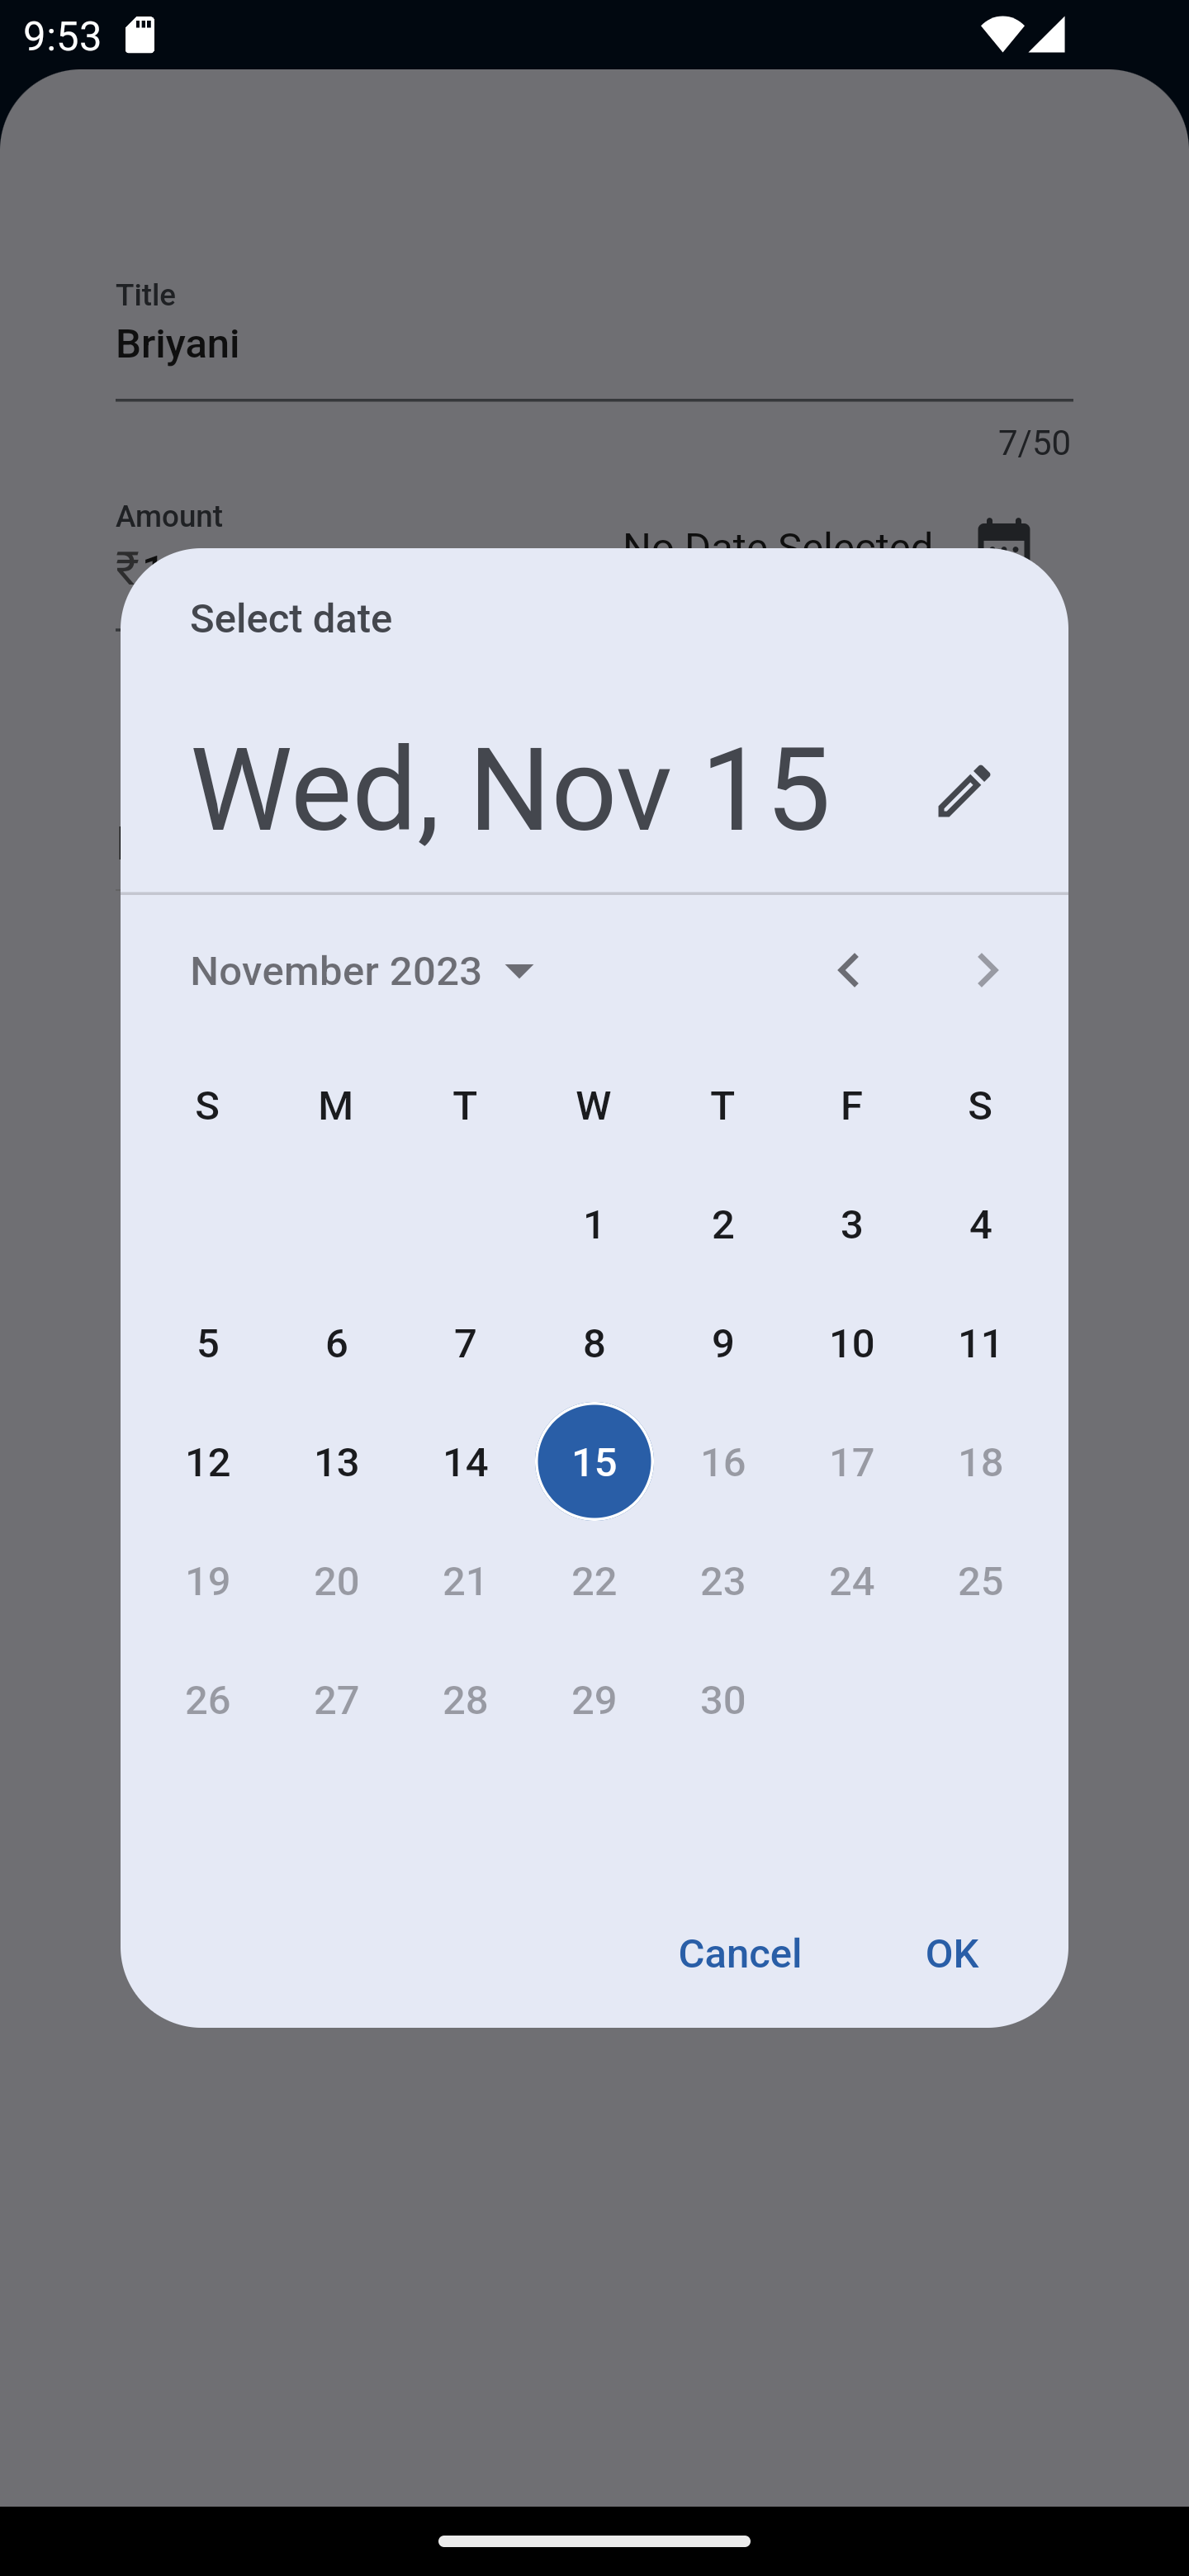 9:53
Title
Briyani
7/50
Amount
No Date Selected
₹1
Select date
Wed, Nov 15
November 2023
S M T W T F S
1 2 3 4
5 6 7 8 9 10 11
12 13 14 15 16 17 18
19 20 21 22 23 24 25
26 27 28 29 30
Cancel OK